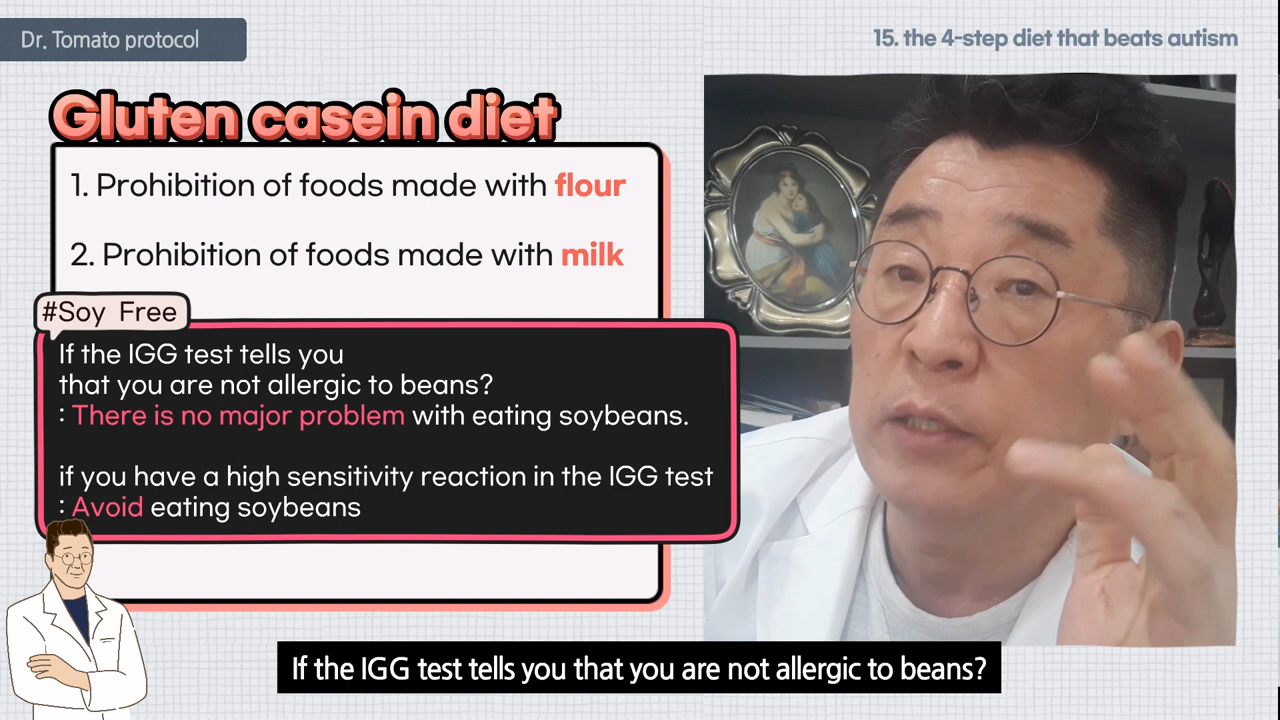 Dr. Tomato protocol
15. the 4-step diet that beats autism
Gluten casein diet
1. Prohibition of foods made with flour
2. Prohibition of foods made with milk
#Soy Free
If the IGG test tells you
that you are not allergic to beans?
: There is no major problem with eating soybeans.
if you have a high sensitivity reaction in the IGG test
: Avoid eating soybeans
If the IGG test tells you that you are not allergic to beans?